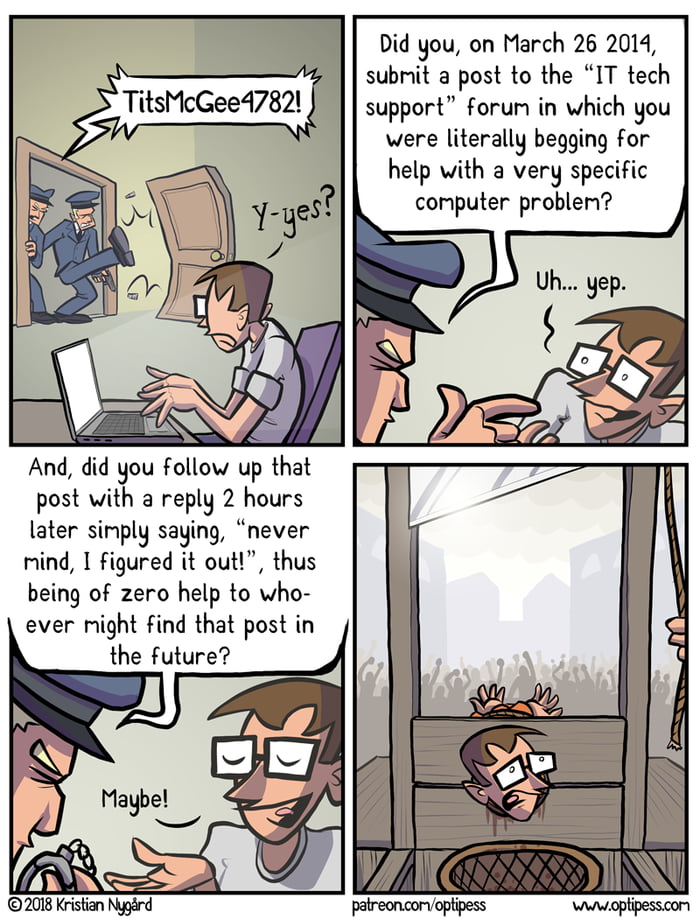 TitsMcGee4782!
Y-yes?
Did you, on March 26 2014,
submit a post to the “IT tech
support” forum in which you
were literally begging for
help with a very specific
computer problem?
Uh... yep.
And, did you follow up that
post with a reply 2 hours
later simply saying, “never
mind, I figured it out!”, thus
being of zero help to who-
ever might find that post in
the future?
Maybe!
© 2018 Kristian Nygård
patreon.com/optipess
www.optipess.com